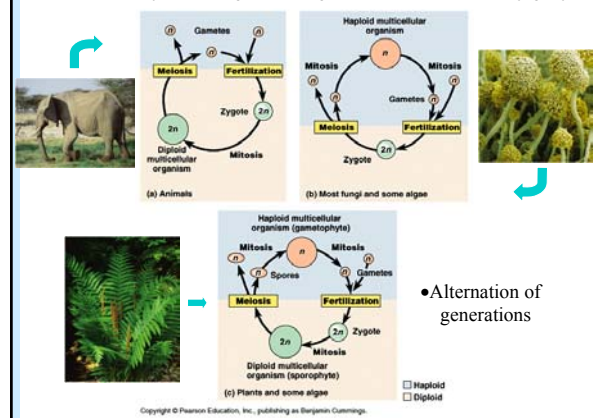 Gametes
n
n
n
Meiosis
Fertilization
Zygote
2n
2n
Diploid
multicellular
organism
Mitosis
(a) Animals
Haploid multicellular
organism
n
Mitosis
Mitosis
n
n
n
n
n
Gametes
Meiosis
Fertilization
2n
Zygote
(b) Most fungi and some algae
Haploid multicellular
organism (gametophyte)
Mitosis
Mitosis
n
n
n
n
n
Spores
Gametes
Meiosis
Fertilization
2n
2n
Zygote
Mitosis
Diploid multicellular
organism (sporophyte)
(c) Plants and some algae
•Alternation of
generations
Haploid
Diploid
Copyright © Pearson Education, Inc., publishing as Benjamin Cummings.